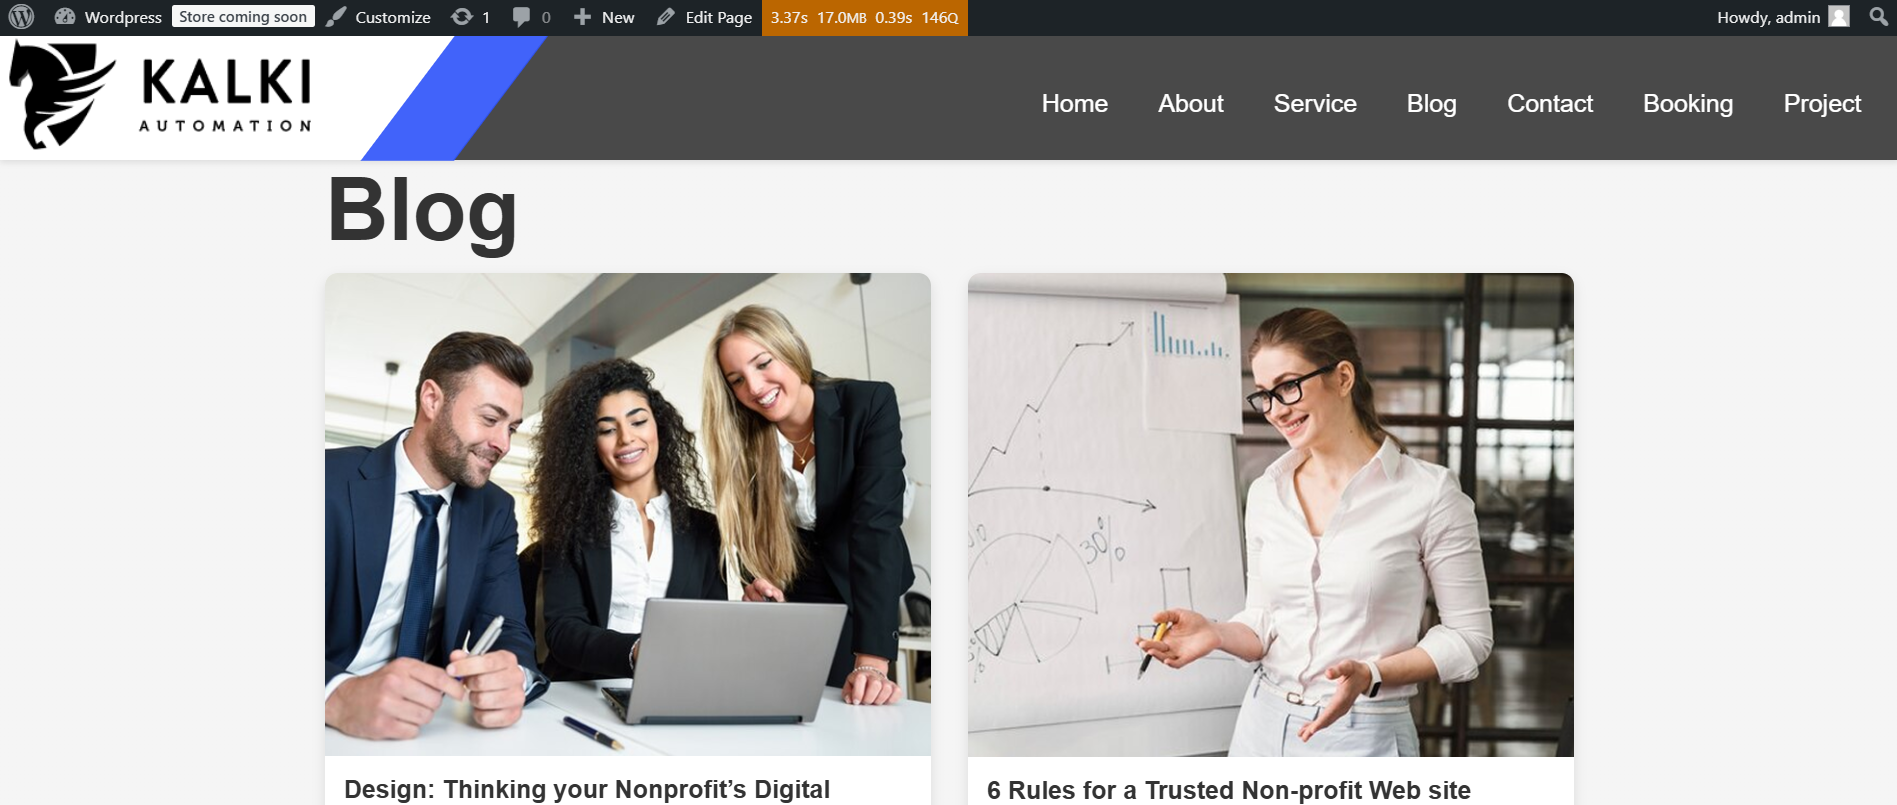 Wordpress Store coming soon Customize 1 0 New Edit Page 3.37s 17.0MB 0.39s 146Q Howdy, admin
KALKI
AUTOMATION
Home About Service Blog Contact Booking Project
Blog
30%
%
Design: Thinking your Nonprofit’s Digital
6 Rules for a Trusted Non-profit Web site